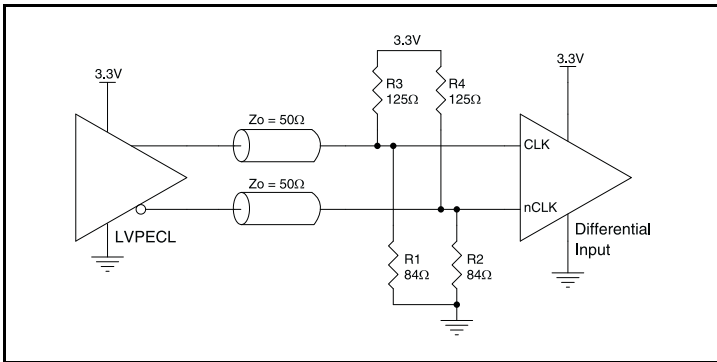 3.3V
3.3V
3.3V
R3
125Ω
R4
125Ω
Zo = 50Ω
CLK
Zo = 50Ω
nCLK
LVPECL
Differential
Input
R1
84Ω
R2
84Ω